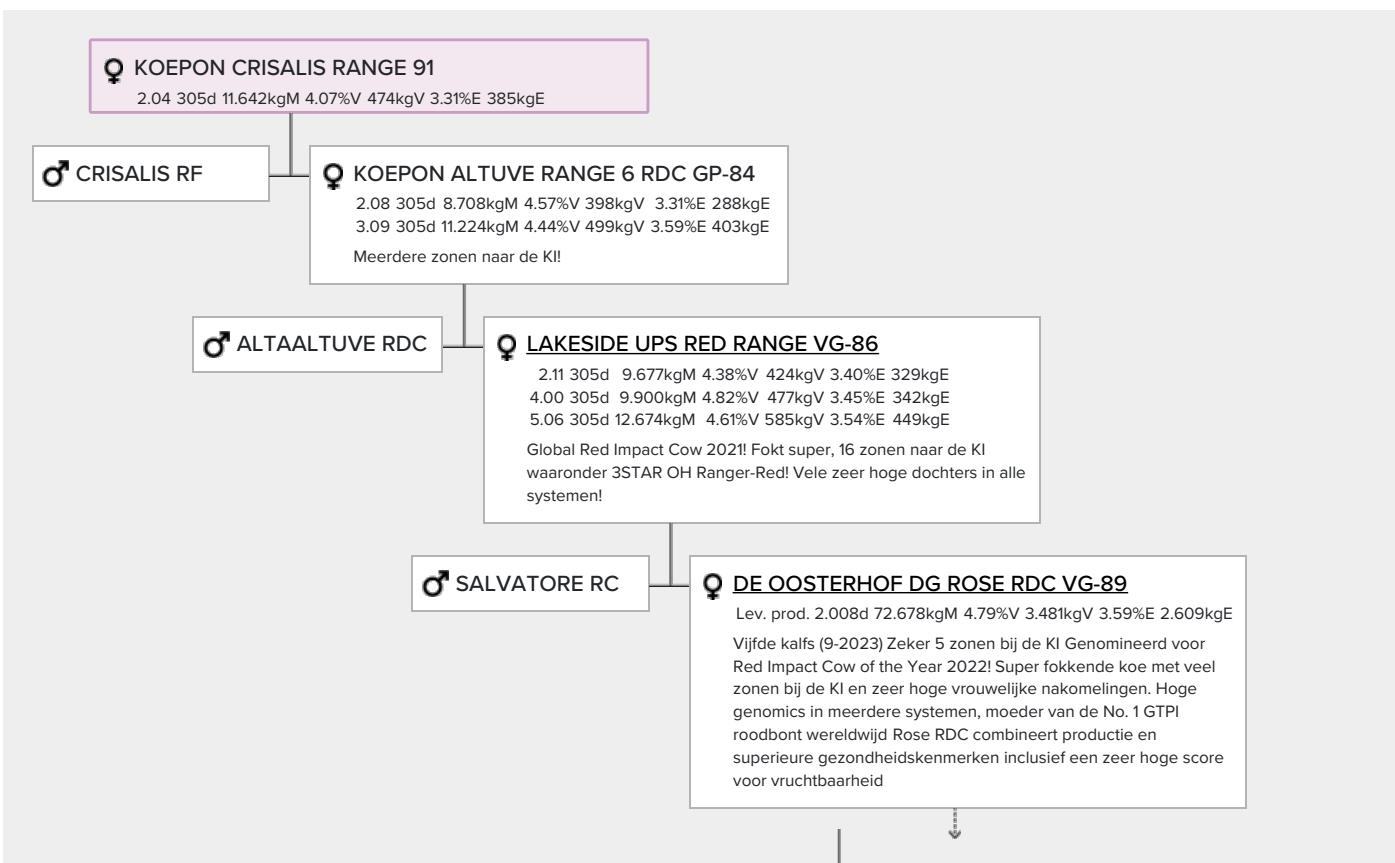 KOEPON CRISALIS RANGE 91
2.04 305d 11.642kgM 4.07%V 474kgV 3.31%E 385kgE
CRISALIS RF
KOEPON ALTUVE RANGE 6 RDC GP-84
2.08 305d 8.708kgM 4.57%V 398kgV 3.31%E 288kgE
3.09 305d 11.224kgM 4.44%V 499kgV 3.59%E 403kgE
Meerdere zonen naar de KI!
ALTAALTUVE RDC
LAKESIDE UPS RED RANGE VG-86
2.11 305d 9.677kgM 4.38%V 424kgV 3.40%E 329kgE
4.00 305d 9.900kgM 4.82%V 477kgV 3.45%E 342kgE
5.06 305d 12.674kgM 4.61%V 585kgV 3.54%E 449kgE
Global Red Impact Cow 2021! Fokt super, 16 zonen naar de KI
waaronder 3STAR OH Ranger-Red! Vele zeer hoge dochters in alle
systemen!
SALVATORE RC
DE OOSTERHOF DG ROSE RDC VG-89
Lev. prod. 2.008d 72.678kgM 4.79%V 3.481kgV 3.59%E 2.609kgE
Vijfde kalfs (9-2023) Zeker 5 zonen bij de KI Genomineerd voor
Red Impact Cow of the Year 2022! Super fokkende koe met veel
zonen bij de KI en zeer hoge vrouwelijke nakomelingen. Hoge
genomics in meerdere systemen, moeder van de No. 1 GTPI
roodbont wereldwijd Rose RDC combineert productie en
superieure gezondheidskenmerken inclusief een zeer hoge score
voor vruchtbaarheid